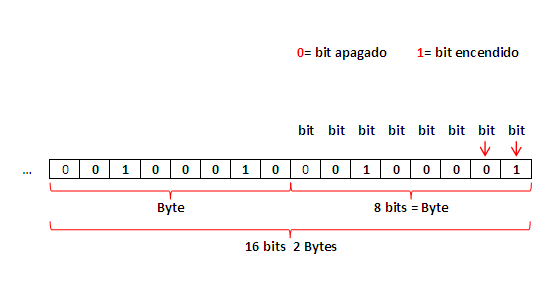 0= bit apagado 1= bit encendido
bit bit bit bit bit bit bit bit
... 0 0 1 0 0 0 1 0 0 0 1 0 0 0 0 1
Byte 8 bits = Byte
16 bits 2 Bytes